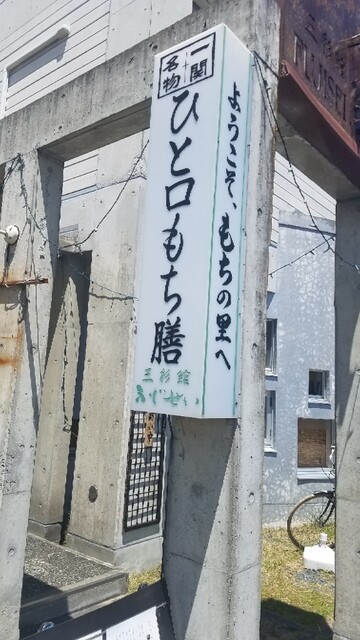 ようこそ、もちの里へ
一関
名物
ひと口もち膳
三彩館
ふじせい